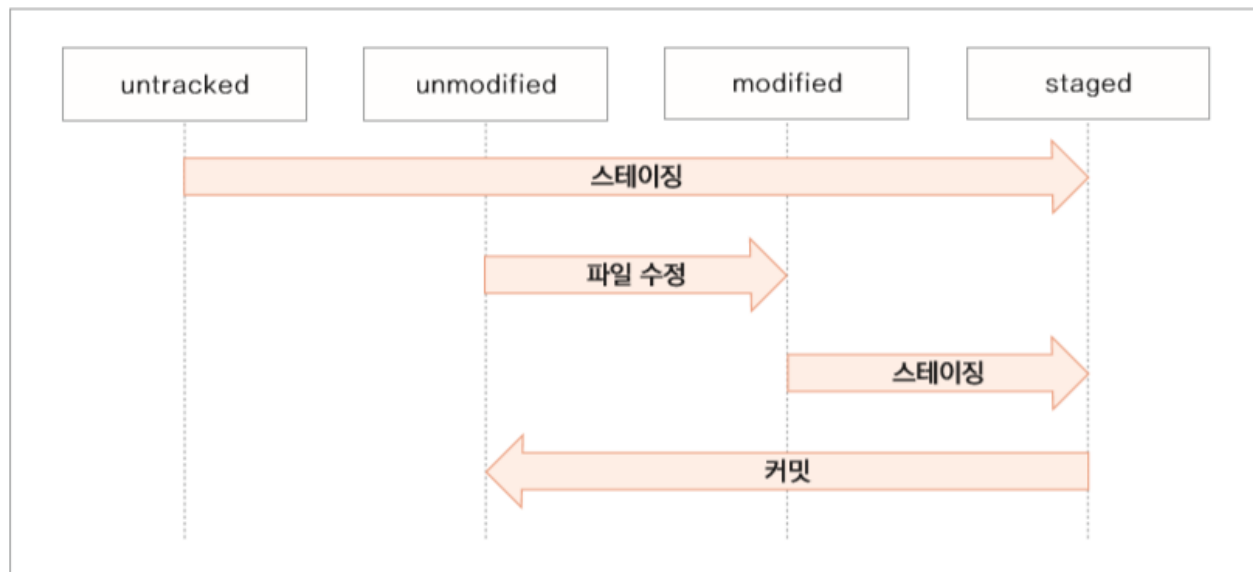 untracked
unmodified
modified
staged
스테이징
파일 수정
스테이징
커밋